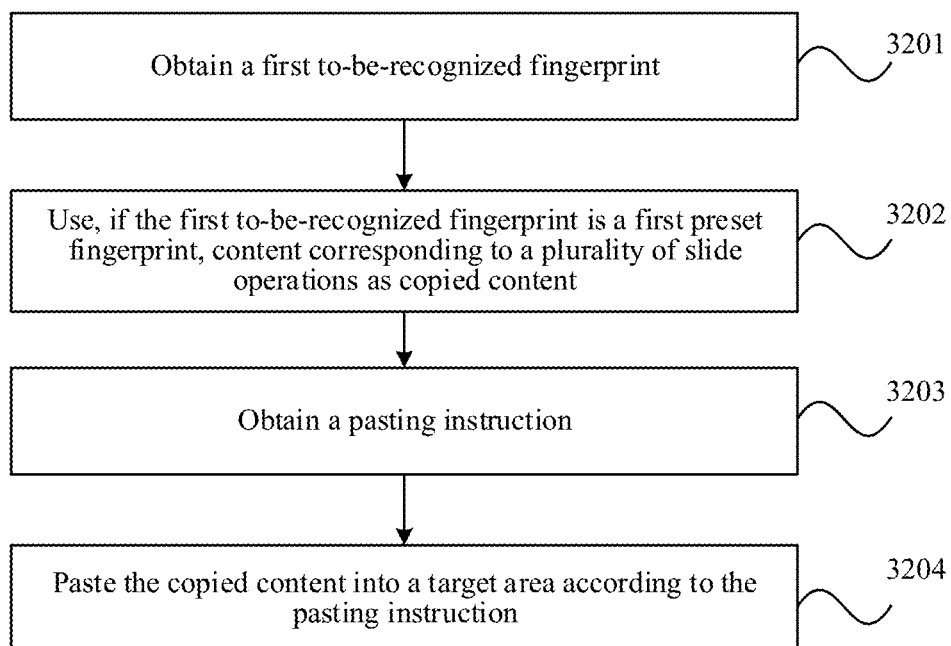 Obtain a first to-be-recognized fingerprint
3201
Use, if the first to-be-recognized fingerprint is a first preset
fingerprint, content corresponding to a plurality of slide
operations as copied content
3202
Obtain a pasting instruction
3203
Paste the copied content into a target area according to the
pasting instruction
3204